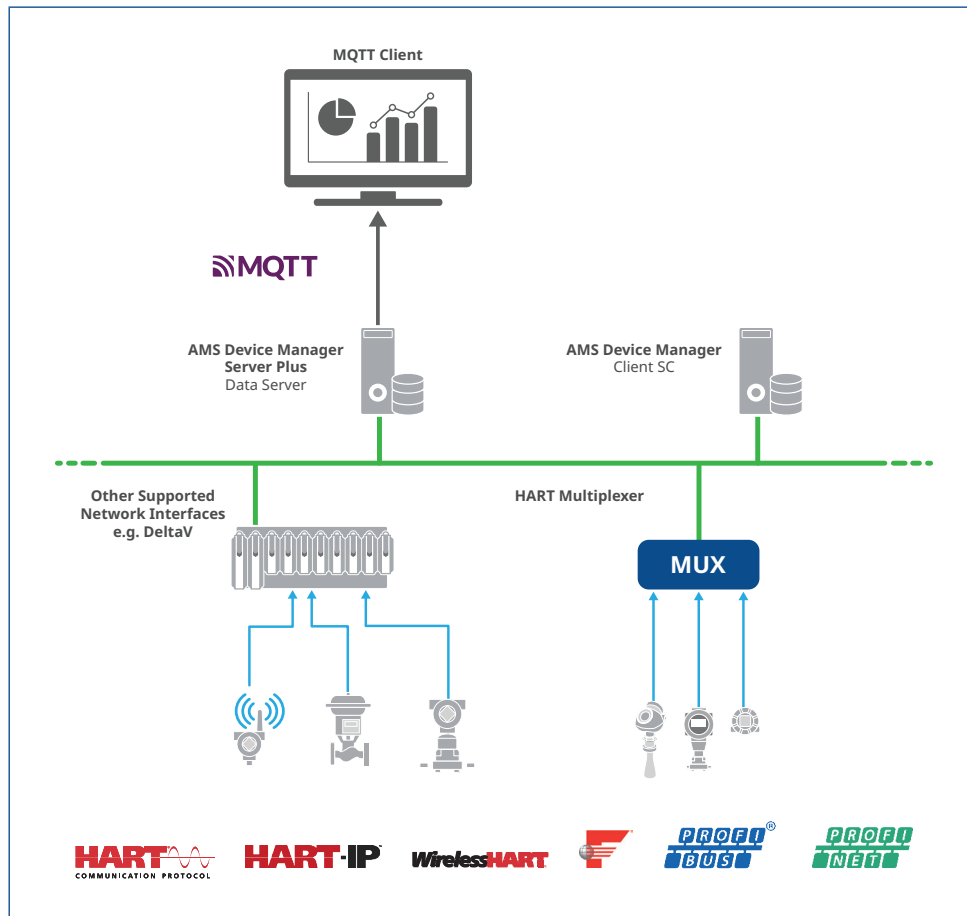 MQTT Client
MQTT
AMS Device Manager
Server Plus
Data Server
AMS Device Manager
Client SC
Other Supported
Network Interfaces
e.g. DeltaV
HART Multiplexer
MUX
HART
COMMUNICATION PROTOCOL
HART-IP™
WirelessHART
F
PROFI
BUS®
PROFI
NET